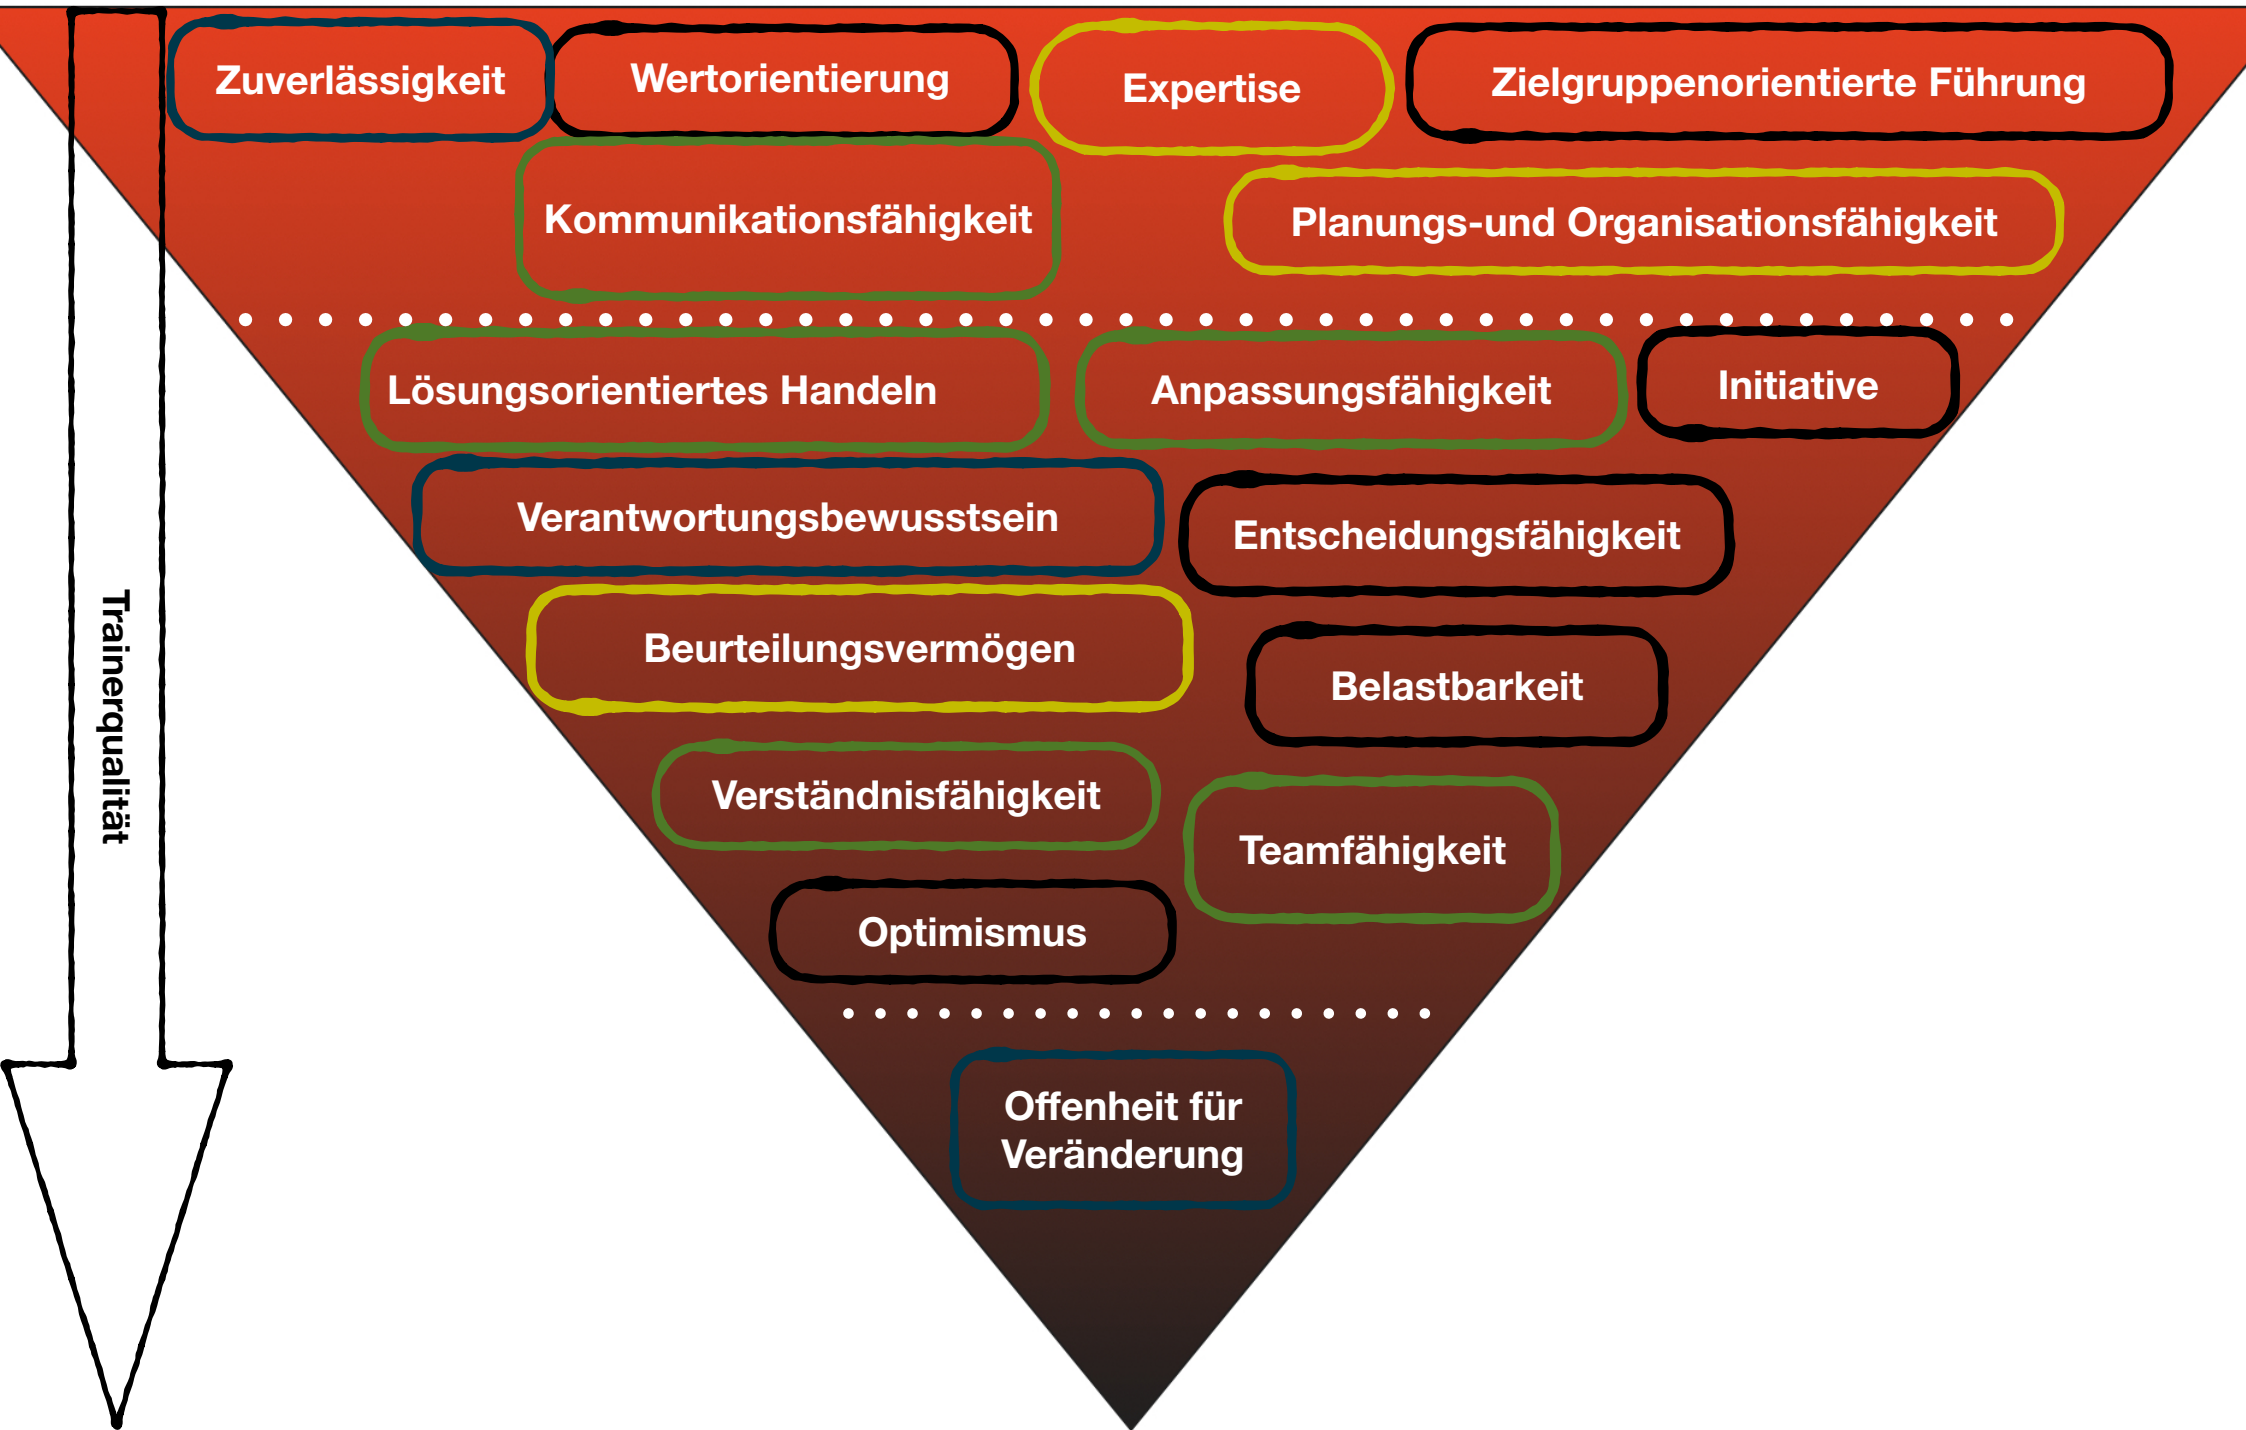 Zuverlässigkeit
Wertorientierung
Expertise
Zielgruppenorientierte Führung
Kommunikationsfähigkeit
Planungs-und Organisationsfähigkeit
Lösungsorientiertes Handeln
Anpassungsfähigkeit
Initiative
Verantwortungsbewusstsein
Entscheidungsfähigkeit
Beurteilungsvermögen
Belastbarkeit
Verständnisfähigkeit
Teamfähigkeit
Optimismus
Offenheit für
Veränderung
Trainerqualität